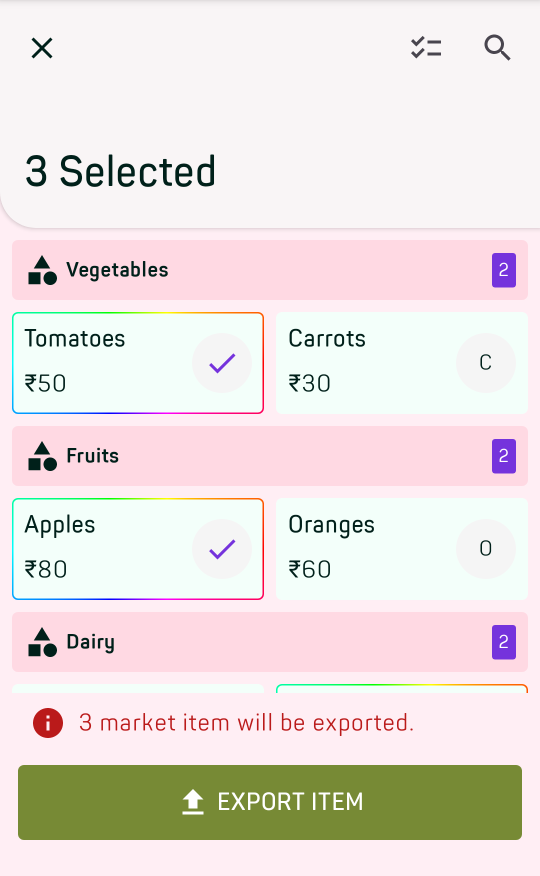 3 Selected
Vegetables 2
Tomatoes
₹50
Carrots
₹30
C
Fruits 2
Apples
₹80
Oranges
₹60
O
Dairy 2
3 market item will be exported.
EXPORT ITEM